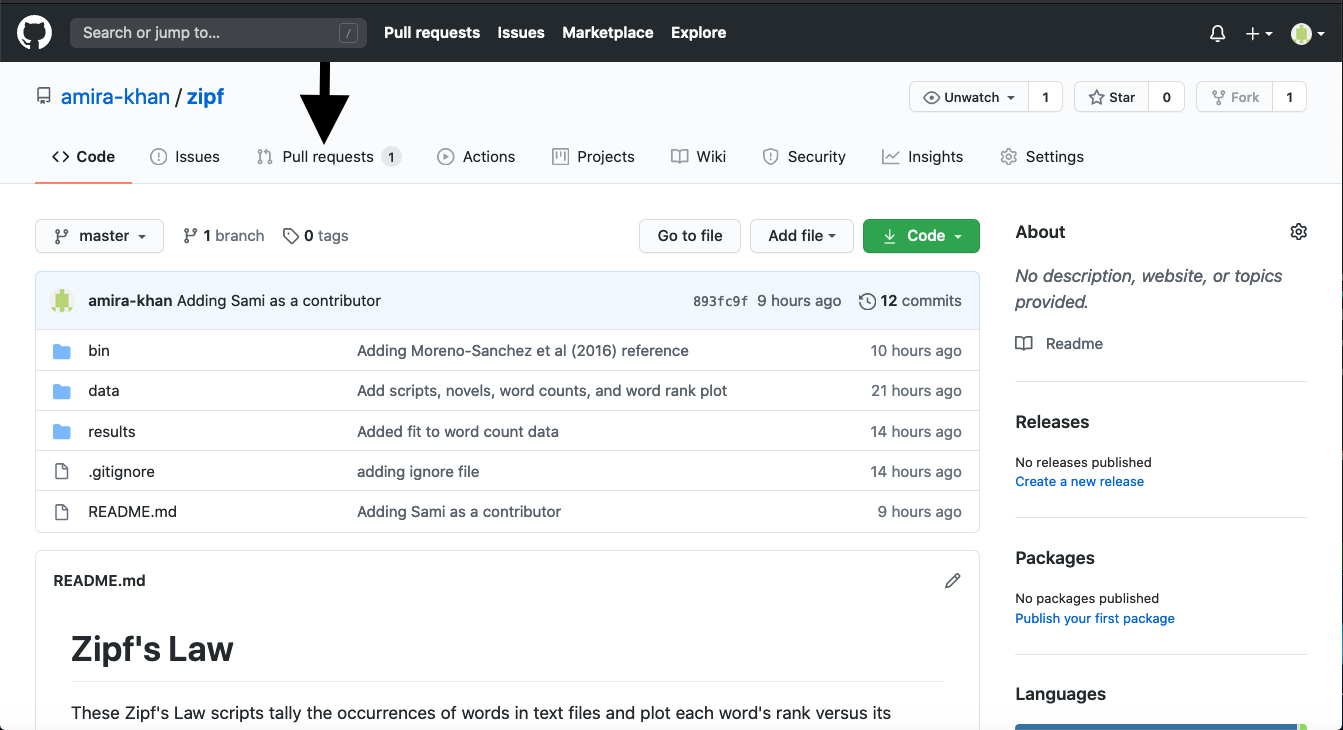 Search or jump to... / Pull requests Issues Marketplace Explore
amira-khan / zipf Unwatch 1 Star 0 Fork 1
Code Issues Pull requests 1 Actions Projects Wiki Security Insights Settings
master 1 branch 0 tags Go to file Add file Code
amira-khan Adding Sami as a contributor 893fc9f 9 hours ago 12 commits
bin Adding Moreno-Sanchez et al (2016) reference 10 hours ago
data Add scripts, novels, word counts, and word rank plot 21 hours ago
results Added fit to word count data 14 hours ago
.gitignore adding ignore file 14 hours ago
README.md Adding Sami as a contributor 9 hours ago
README.md
Zipf's Law
These Zipf's Law scripts tally the occurrences of words in text files and plot each word's rank versus its
About
No description, website, or topics
provided.
Readme
Releases
No releases published
Create a new release
Packages
No packages published
Publish your first package
Languages